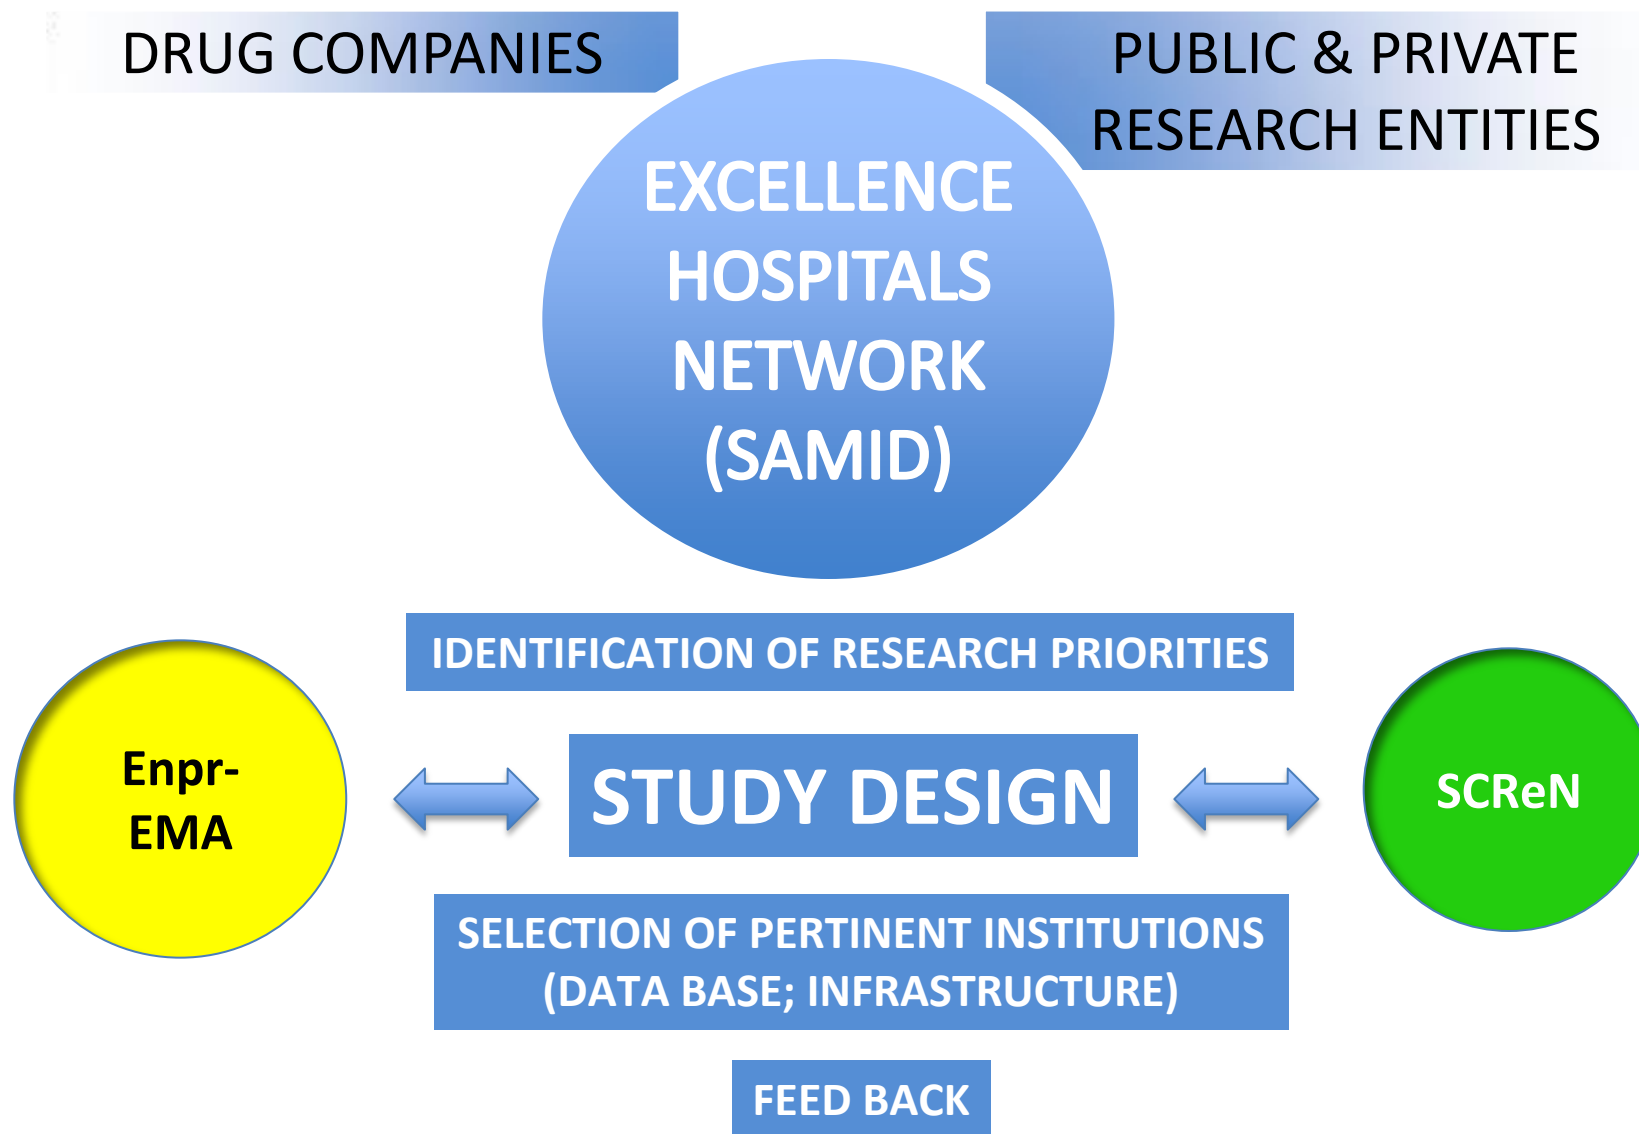 DRUG COMPANIES
PUBLIC & PRIVATE
RESEARCH ENTITIES
EXCELLENCE
HOSPITALS
NETWORK
(SAMID)
IDENTIFICATION OF RESEARCH PRIORITIES
Enpr-
EMA
STUDY DESIGN
SCReN
SELECTION OF PERTINENT INSTITUTIONS
(DATA BASE; INFRASTRUCTURE)
FEED BACK